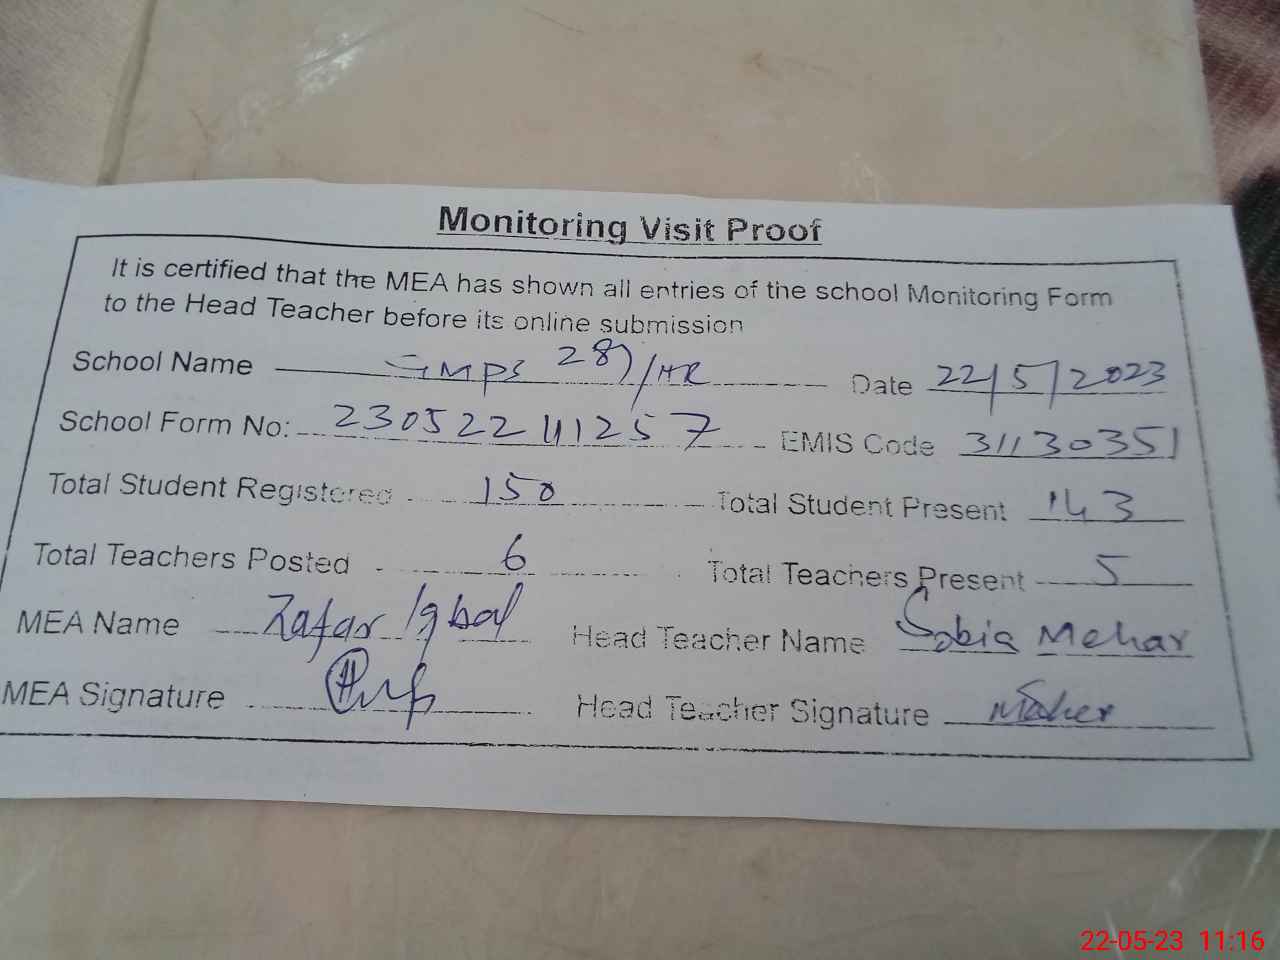 Monitoring Visit Proof
It is certified that the MEA has shown all entries of the school Monitoring Form
to the Head Teacher before its online submission
School Name GMPS 287/HR Date 22/5/2023
School Form No: 230522411257 EMIS Code 31130351
Total Student Registered 150 Total Student Present 143
Total Teachers Posted 6 Total Teachers Present 5
MEA Name Zafar Iqbal Head Teacher Name Sobia Mehar
MEA Signature Head Teacher Signature
22-05-23 11:16